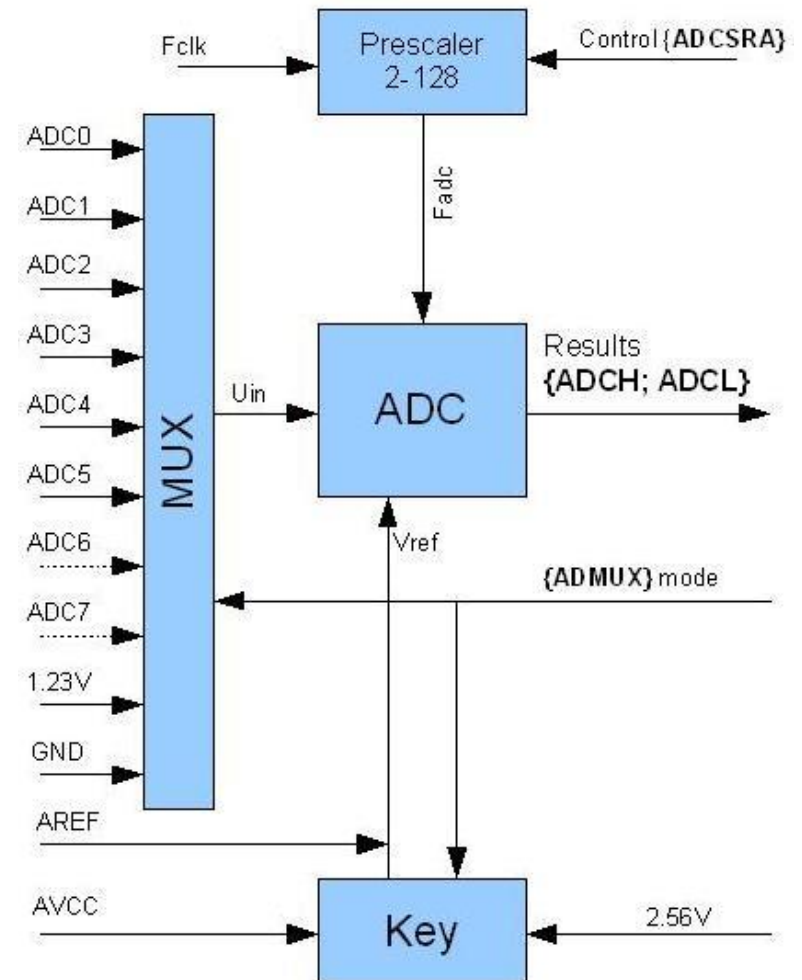 Fclk
Prescaler
2-128
Control {ADCSRA}
ADC0
ADC1
ADC2
ADC3
ADC4
ADC5
ADC6
ADC7
1.23V
GND
AREF
AVCC
MUX
Uin
Fadc
ADC
Results
{ADCH; ADCL}
Vref
{ADMUX} mode
Key
2.56V